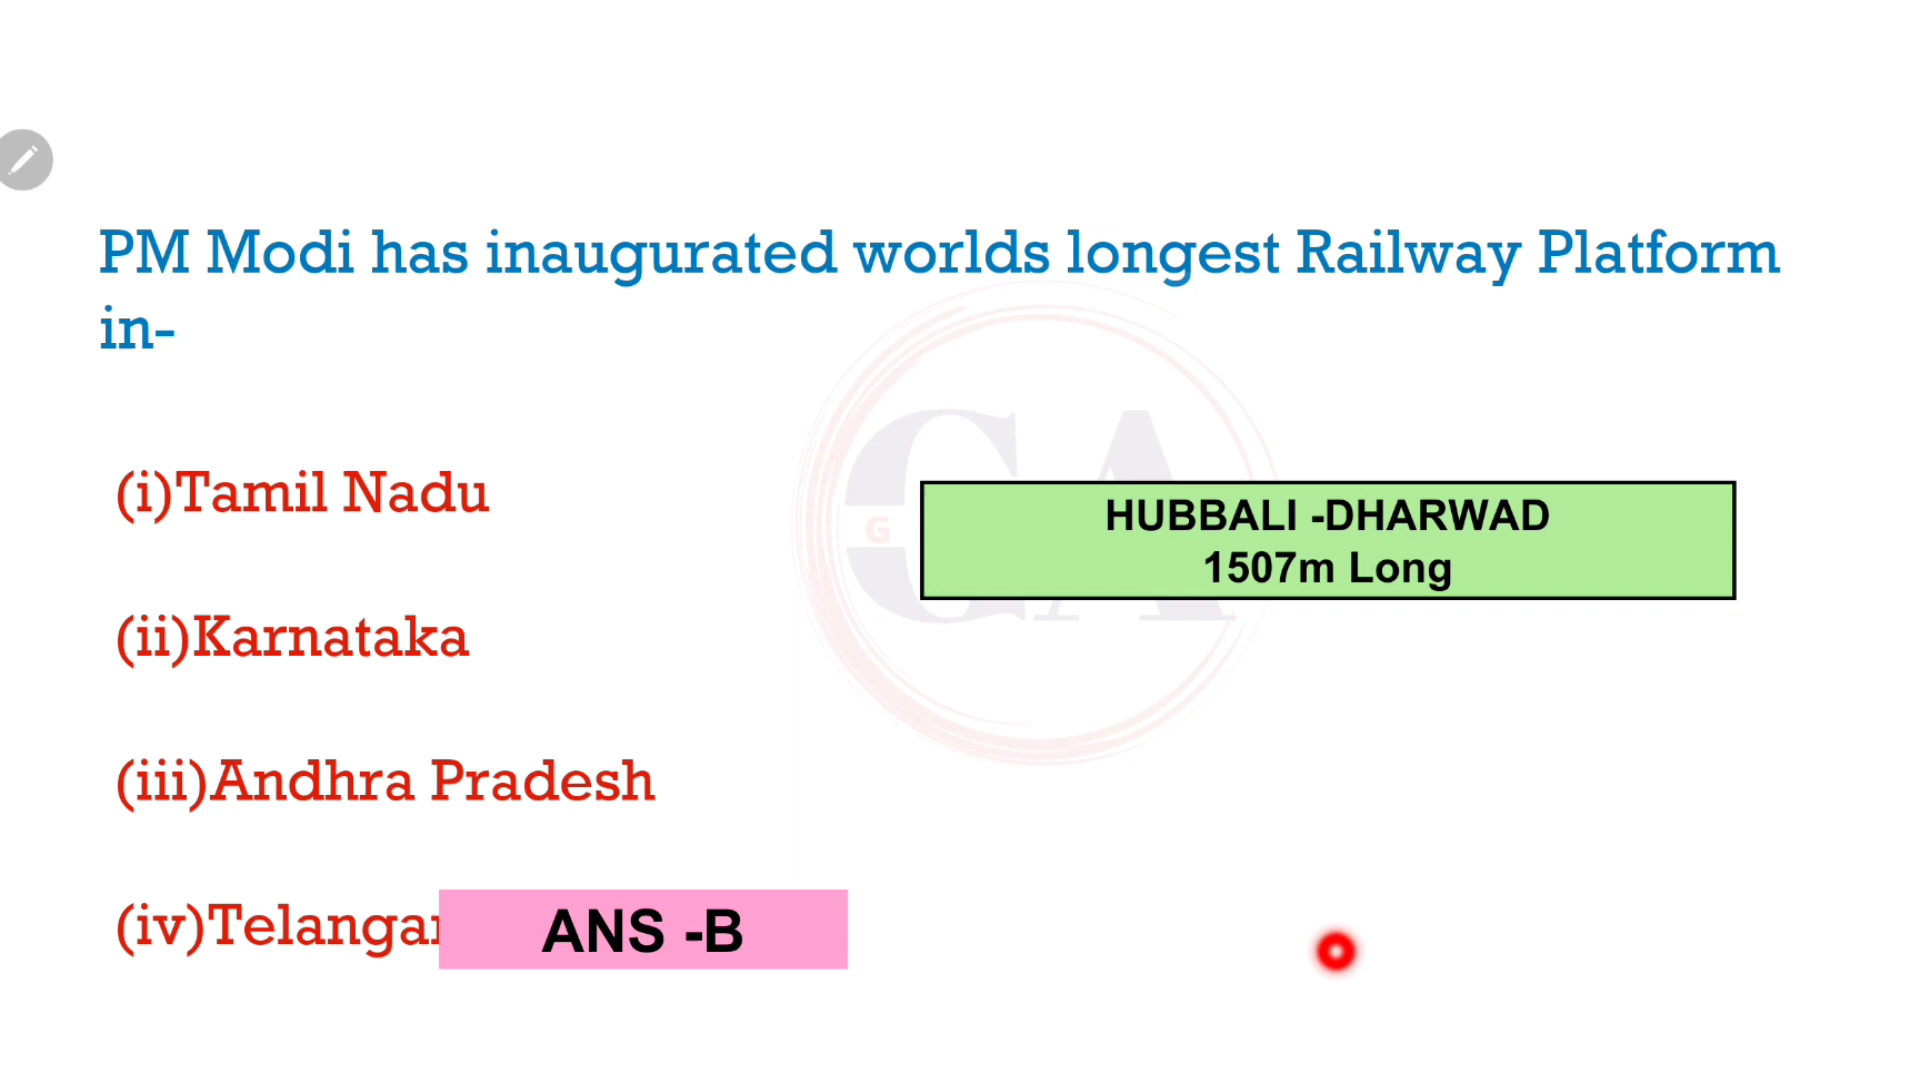 PM Modi has inaugurated worlds longest Railway Platform
in-
(i)Tamil Nadu
HUBBALI -DHARWAD
1507m Long
G
(ii)Karnataka
(iii)Andhra Pradesh
(iv)
ANS -B